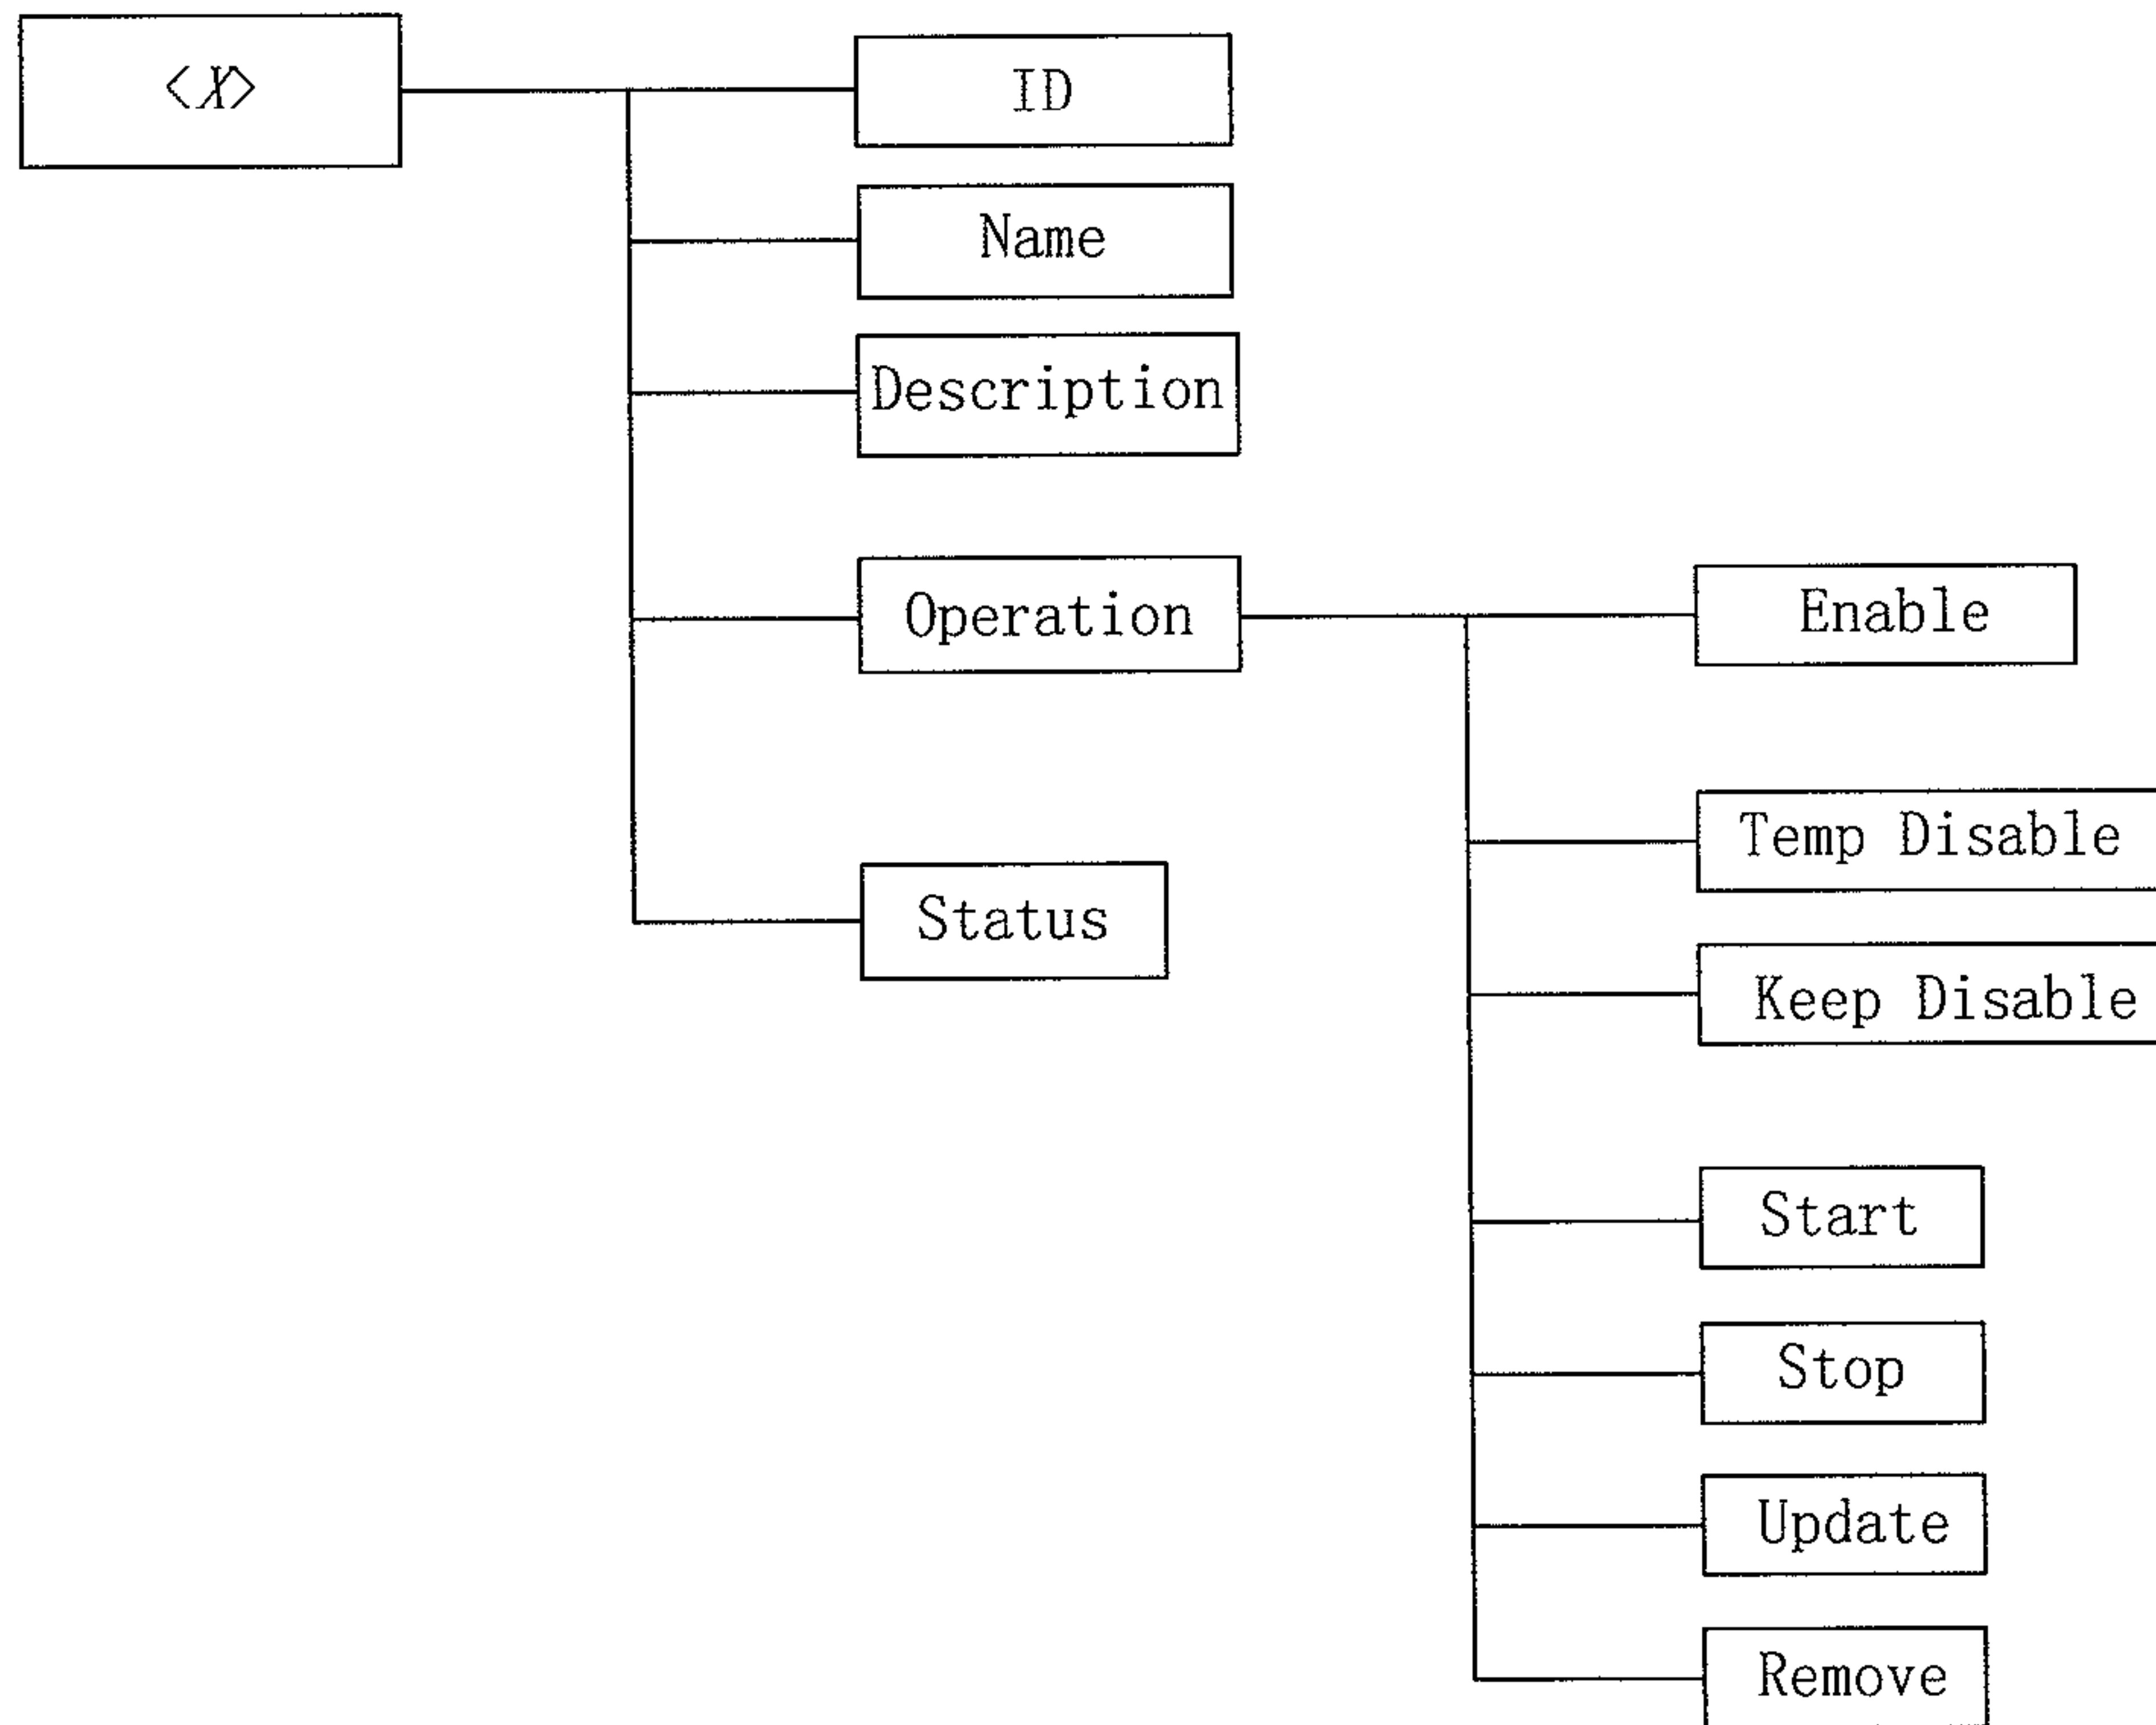 <X>
ID
Name
Description
Operation
Enable
Temp Disable
Status
Keep Disable
Start
Stop
Update
Remove